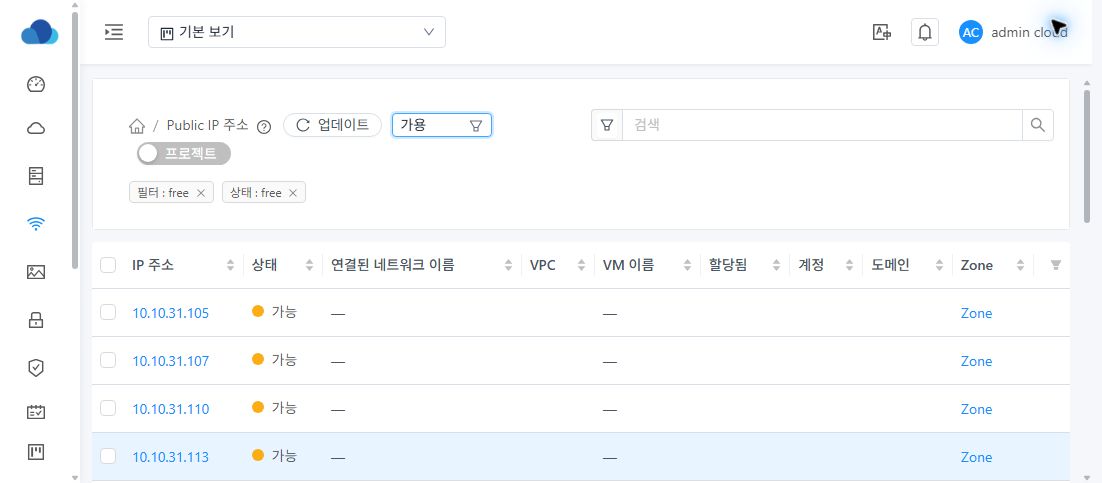 기본 보기
AC admin cloud
/ Public IP 주소 업데이트 가용 검색
프로젝트
필터 : free 상태 : free
IP 주소 상태 연결된 네트워크 이름 VPC VM 이름 할당됨 계정 도메인 Zone
10.10.31.105 가능 — — Zone
10.10.31.107 가능 — — Zone
10.10.31.110 가능 — — Zone
10.10.31.113 가능 — — Zone